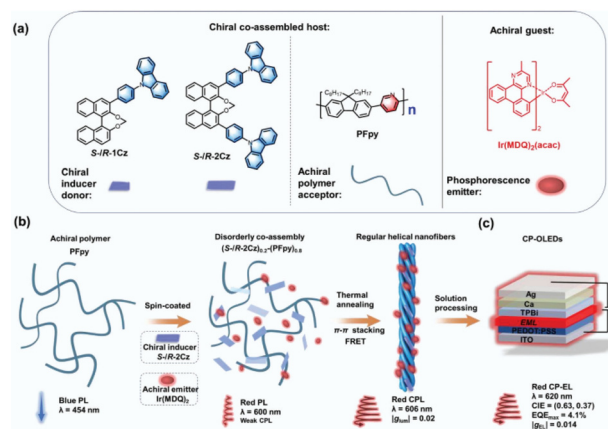 (a)
Chiral co-assembled host:
Achiral guest:
S-/R-1Cz
S-/R-2Cz
C8H17 C8H17
N
n
PFpy
N
N
Ir
O
O
2
Ir(MDQ)2(acac)
Chiral
inducer
donor:
Achiral
polymer
acceptor:
Phosphorescence
emitter:
(b)
Achiral polymer
PFpy
Disorderly co-assembly
(S-/R-2Cz)0.2-(PFpy)0.8
Regular helical nanofibers
Spin-coated
Chiral inducer
S-/R-2Cz
Achiral emitter
Ir(MDQ)2
Thermal
annealing
π-π stacking
FRET
Solution
processing
Blue PL
λ = 454 nm
Red PL
λ = 600 nm
Weak CPL
Red CPL
λ = 606 nm
|glum| = 0.02
(c)
CP-OLEDs
Ag
Ca
TPBi
EML
PEDOT:PSS
ITO
Red CP-EL
λ = 620 nm
CIE = (0.63, 0.37)
EQEmax = 4.1%
|gEL| = 0.014